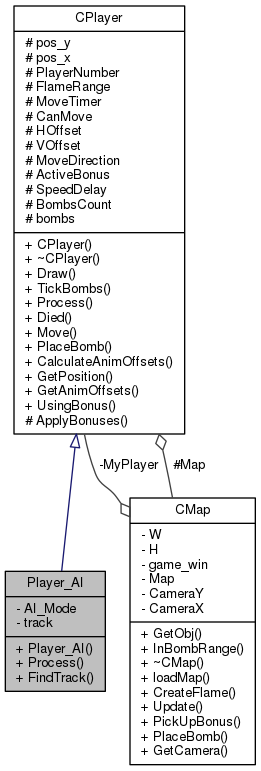 CPlayer
# pos_y
# pos_x
# PlayerNumber
# FlameRange
# MoveTimer
# CanMove
# HOffset
# VOffset
# MoveDirection
# ActiveBonus
# SpeedDelay
# BombsCount
# bombs
+ CPlayer()
+ ~CPlayer()
+ Draw()
+ TickBombs()
+ Process()
+ Died()
+ Move()
+ PlaceBomb()
+ CalculateAnimOffsets()
+ GetPosition()
+ GetAnimOffsets()
+ UsingBonus()
# ApplyBonuses()
-MyPlayer
#Map
CMap
- W
- H
- game_win
- Map
- CameraY
- CameraX
+ GetObj()
+ InBombRange()
+ ~CMap()
+ loadMap()
+ CreateFlame()
+ Update()
+ PickUpBonus()
+ PlaceBomb()
+ GetCamera()
Player_AI
- AI_Mode
- track
+ Player_AI()
+ Process()
+ FindTrack()